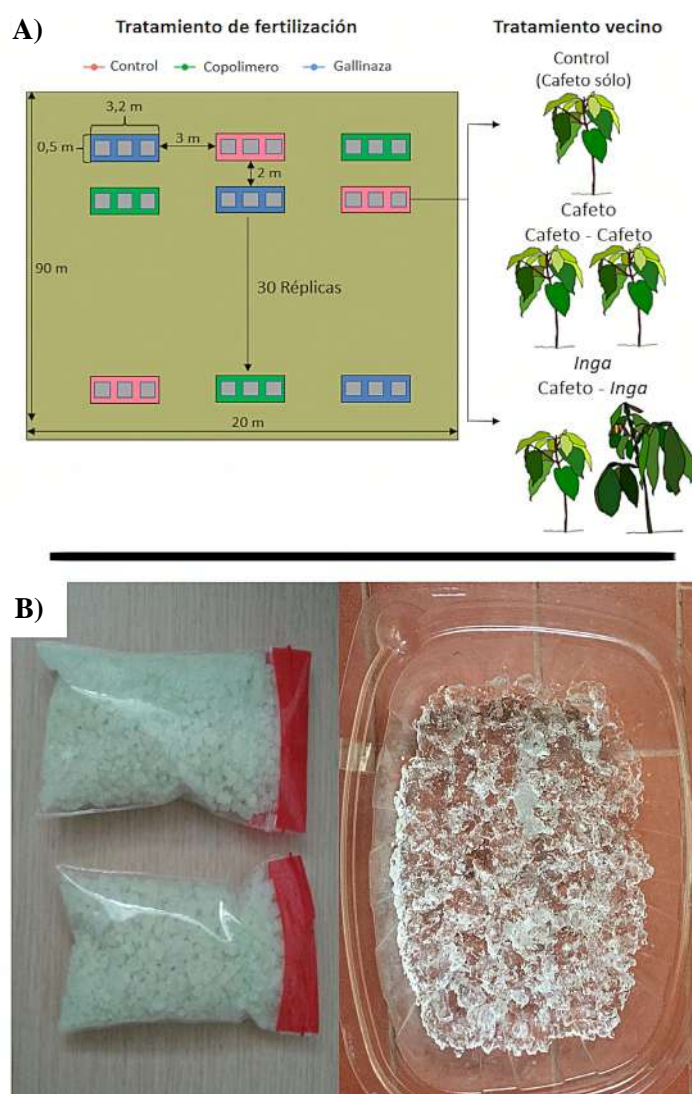 A)
Tratamiento de fertilización
Tratamiento vecino
Control
Copolimero
Gallinaza
3,2 m
0,5 m
3 m
2 m
90 m
30 Réplicas
20 m
Control
(Cafeto sólo)
Cafeto
Cafeto - Cafeto
Inga
Cafeto - Inga
B)